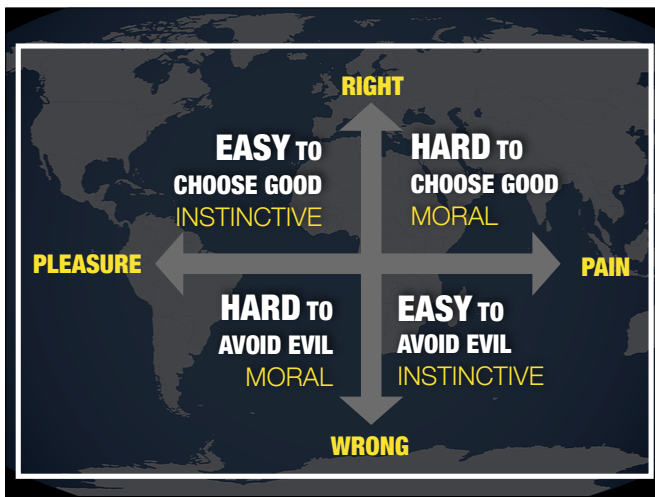 RIGHT
EASY TO
CHOOSE GOOD
INSTINCTIVE
HARD TO
CHOOSE GOOD
MORAL
PLEASURE
PAIN
HARD TO
AVOID EVIL
MORAL
EASY TO
AVOID EVIL
INSTINCTIVE
WRONG